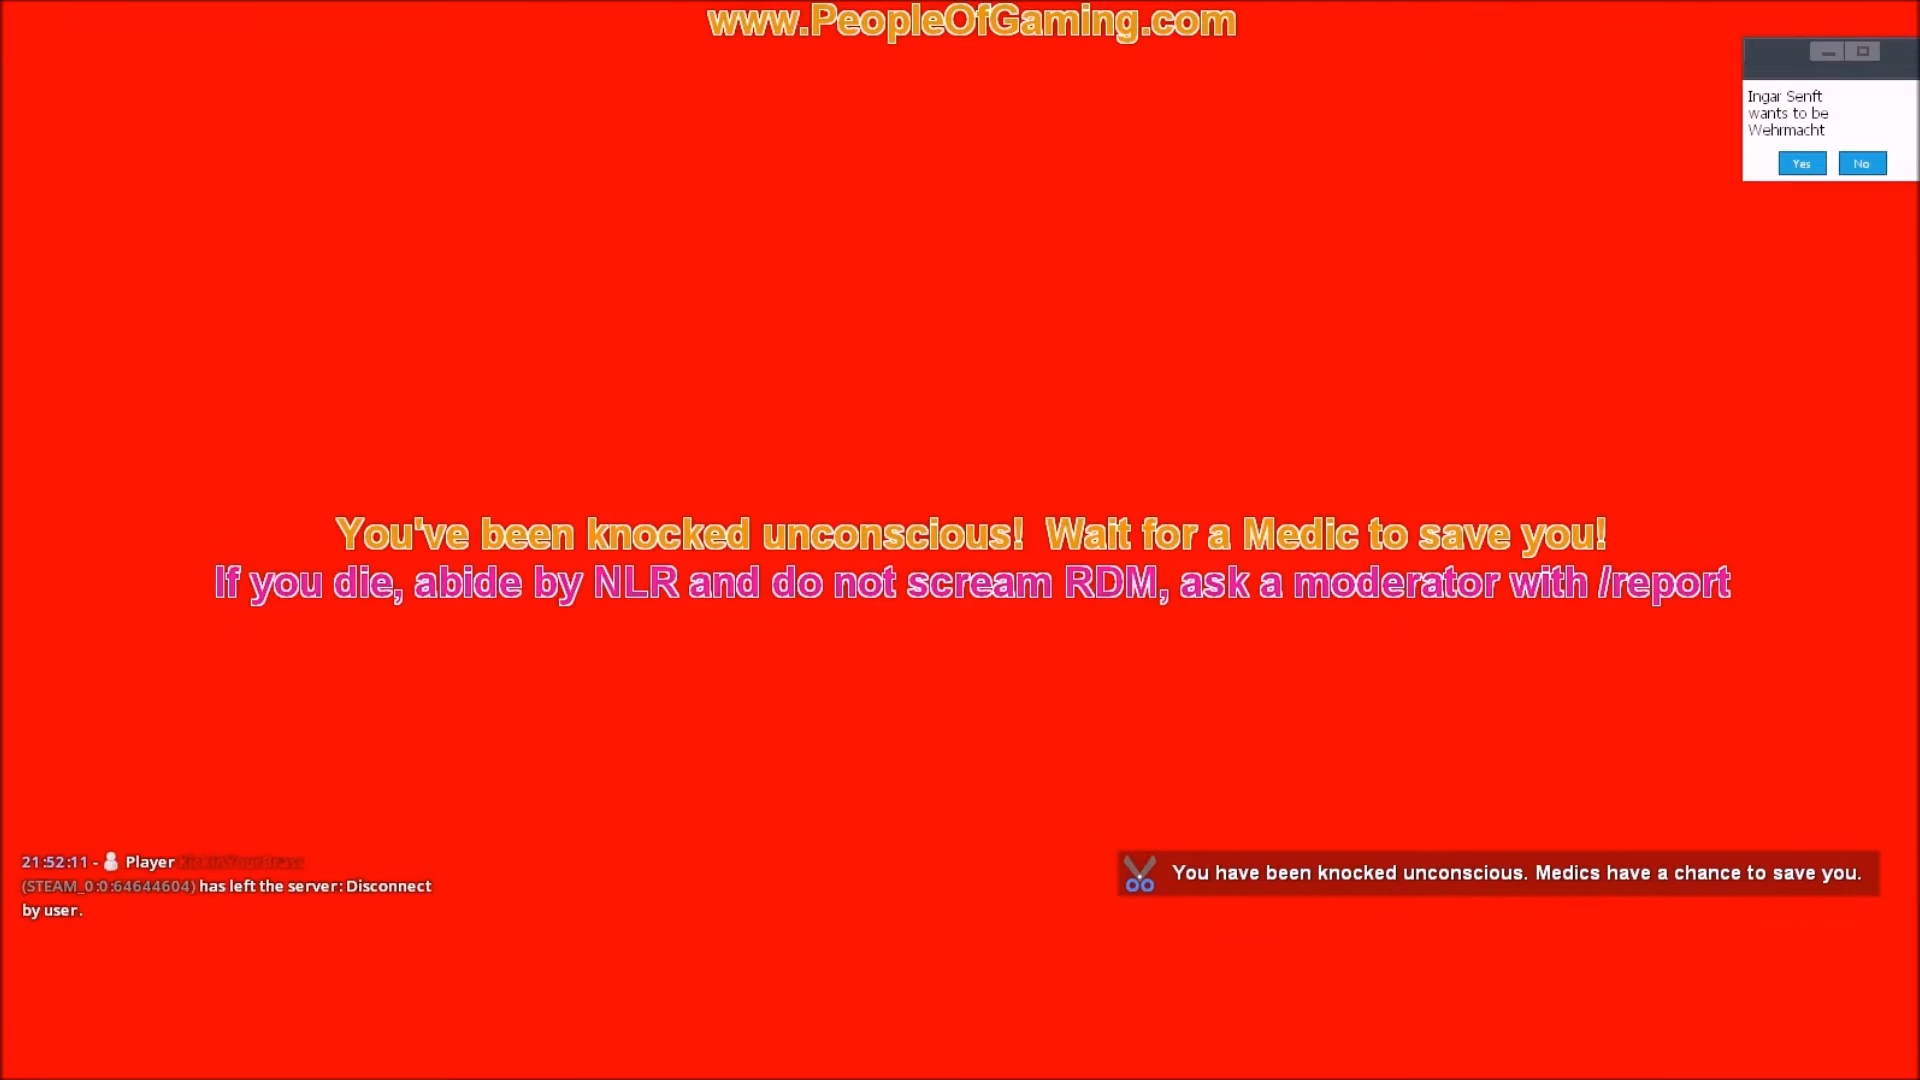 www.PeopleOfGaming.com
Ingar Senft
wants to be
Wehrmacht
Yes No
You've been knocked unconscious! Wait for a Medic to save you!
If you die, abide by NLR and do not scream RDM, ask a moderator with /report
21:52:11 - Player
(STEAM_0:0:64644604) has left the server: Disconnect
by user.
You have been knocked unconscious. Medics have a chance to save you.